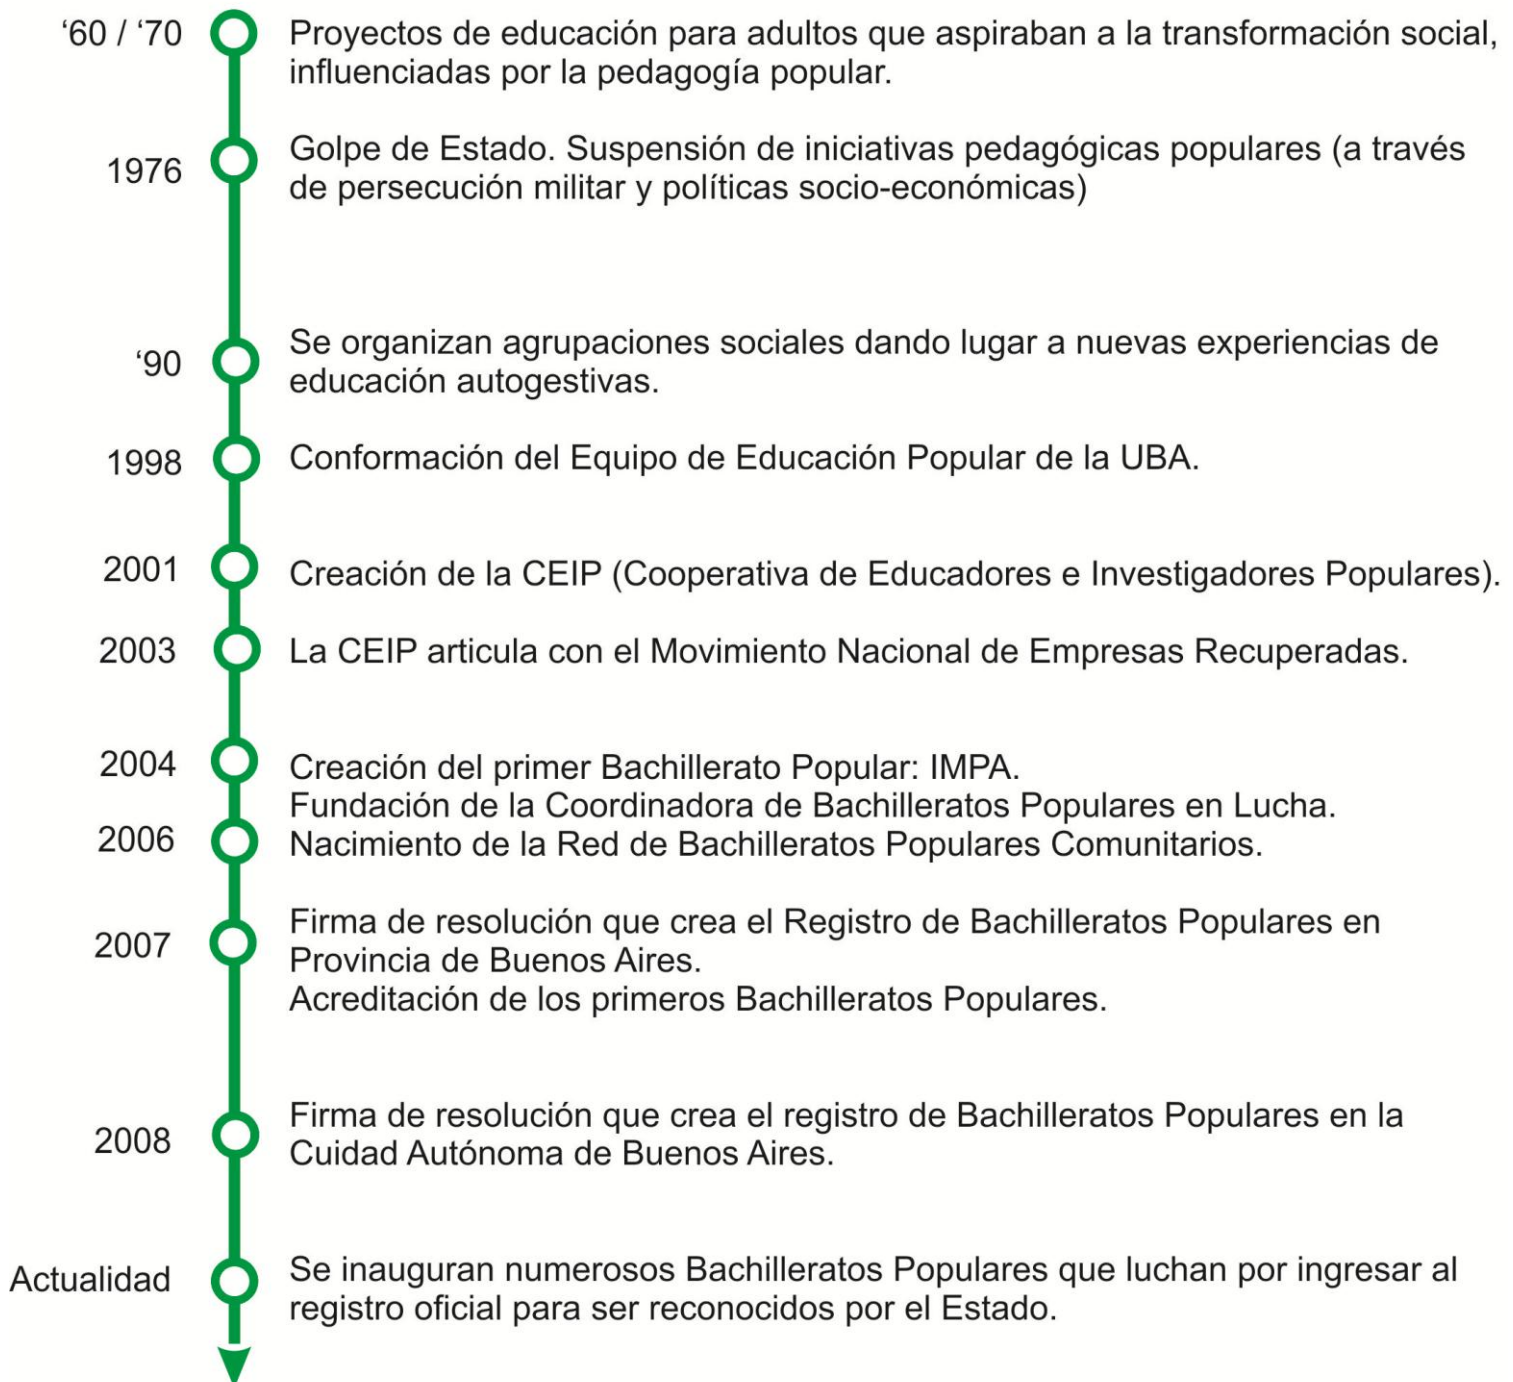 ‘60 / ‘70 Proyectos de educación para adultos que aspiraban a la transformación social,
influenciadas por la pedagogía popular.
1976 Golpe de Estado. Suspensión de iniciativas pedagógicas populares (a través
de persecución militar y políticas socio-económicas)
‘90 Se organizan agrupaciones sociales dando lugar a nuevas experiencias de
educación autogestivas.
1998 Conformación del Equipo de Educación Popular de la UBA.
2001 Creación de la CEIP (Cooperativa de Educadores e Investigadores Populares).
2003 La CEIP articula con el Movimiento Nacional de Empresas Recuperadas.
2004 Creación del primer Bachillerato Popular: IMPA.
Fundación de la Coordinadora de Bachilleratos Populares en Lucha.
2006 Nacimiento de la Red de Bachilleratos Populares Comunitarios.
2007 Firma de resolución que crea el Registro de Bachilleratos Populares en
Provincia de Buenos Aires.
Acreditación de los primeros Bachilleratos Populares.
2008 Firma de resolución que crea el registro de Bachilleratos Populares en la
Cuidad Autónoma de Buenos Aires.
Actualidad Se inauguran numerosos Bachilleratos Populares que luchan por ingresar al
registro oficial para ser reconocidos por el Estado.